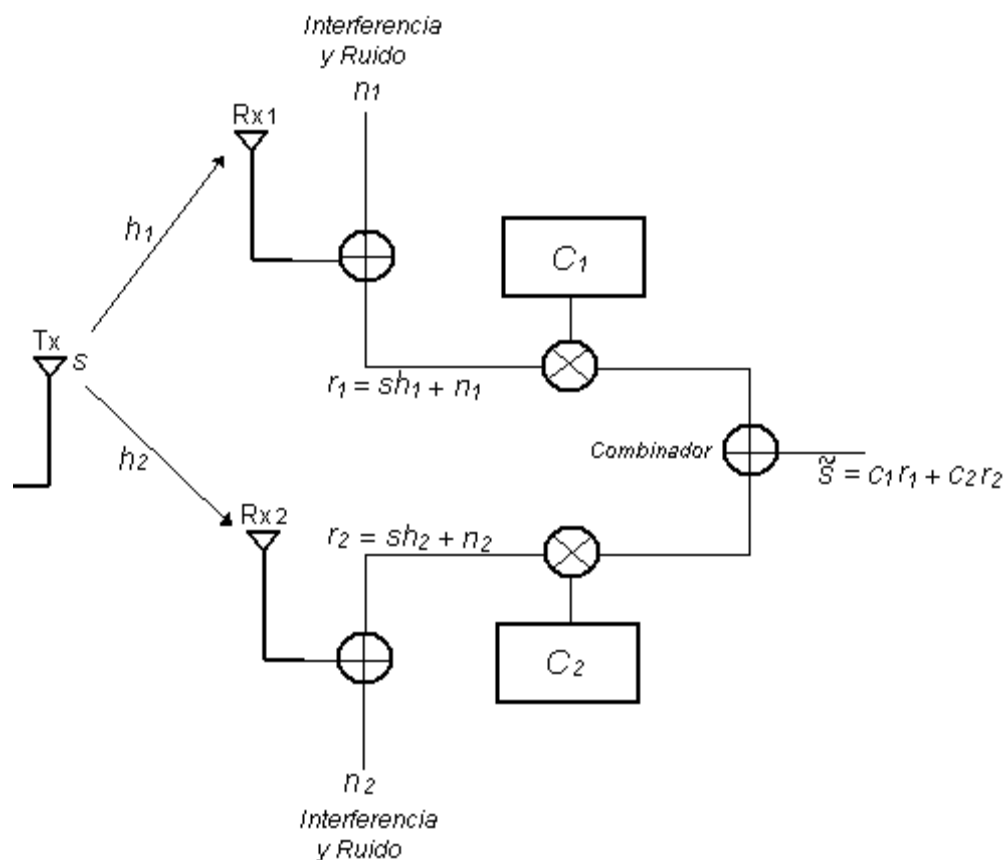 Interferencia
y Ruido
n1
Rx1
h1
C1
Tx
s
r1 = sh1 + n1
h2
Combinador
s̃ = c1r1 + c2r2
Rx2
r2 = sh2 + n2
C2
n2
Interferencia
y Ruido